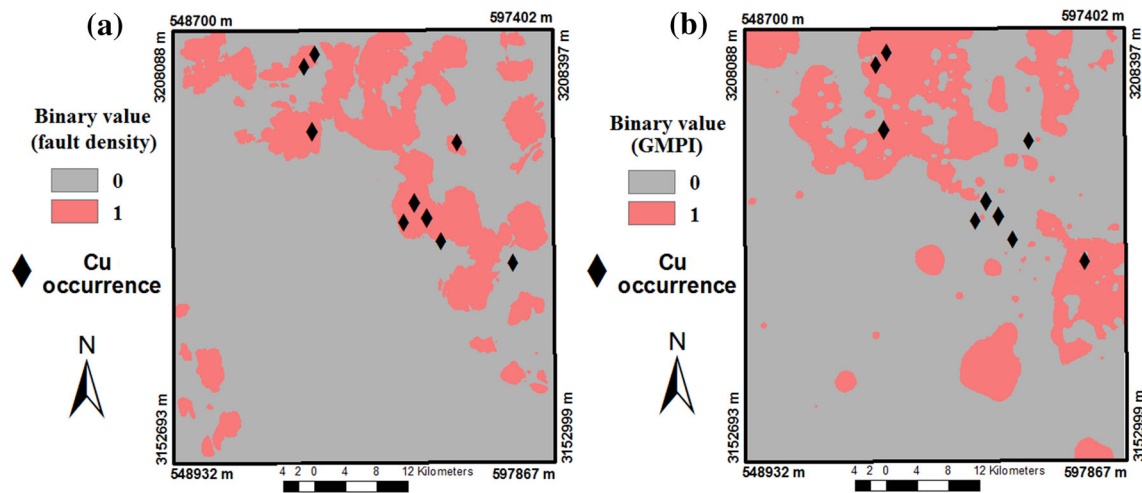 (a)
548700 m
597402 m
3208088 m
3208397 m
Binary value
(fault density)
0
1
Cu
occurrence
N
3152693 m
3152999 m
548932 m
597867 m
4 2 0 4 8 12 Kilometers
(b)
548700 m
597402 m
3208088 m
3208397 m
Binary value
(GMPI)
0
1
Cu
occurrence
N
3152693 m
3152999 m
548932 m
597867 m
4 2 0 4 8 12 Kilometers